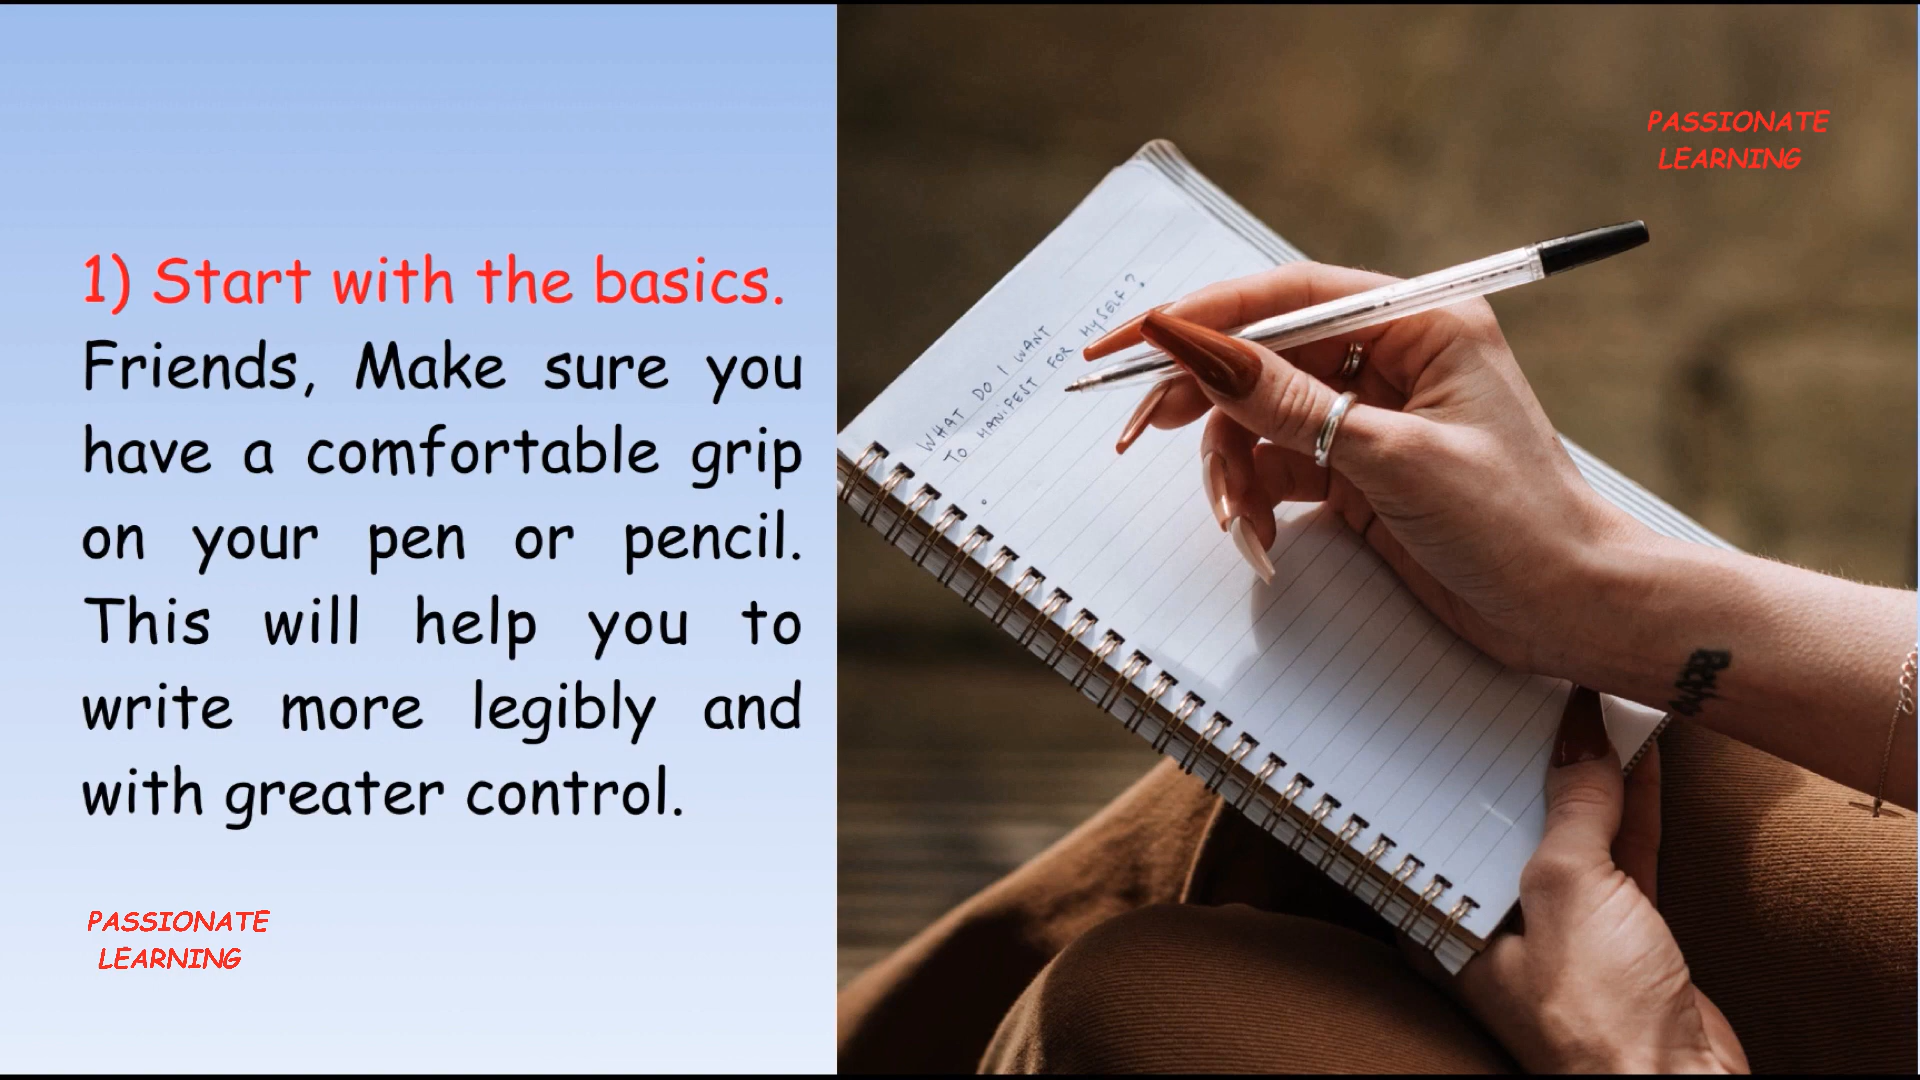 1) Start with the basics.
Friends, Make sure you
have a comfortable grip
on your pen or pencil.
This will help you to
write more legibly and
with greater control.
PASSIONATE
LEARNING
PASSIONATE
LEARNING
WHAT DO I WANT
TO MANIFEST FOR MYSELF?